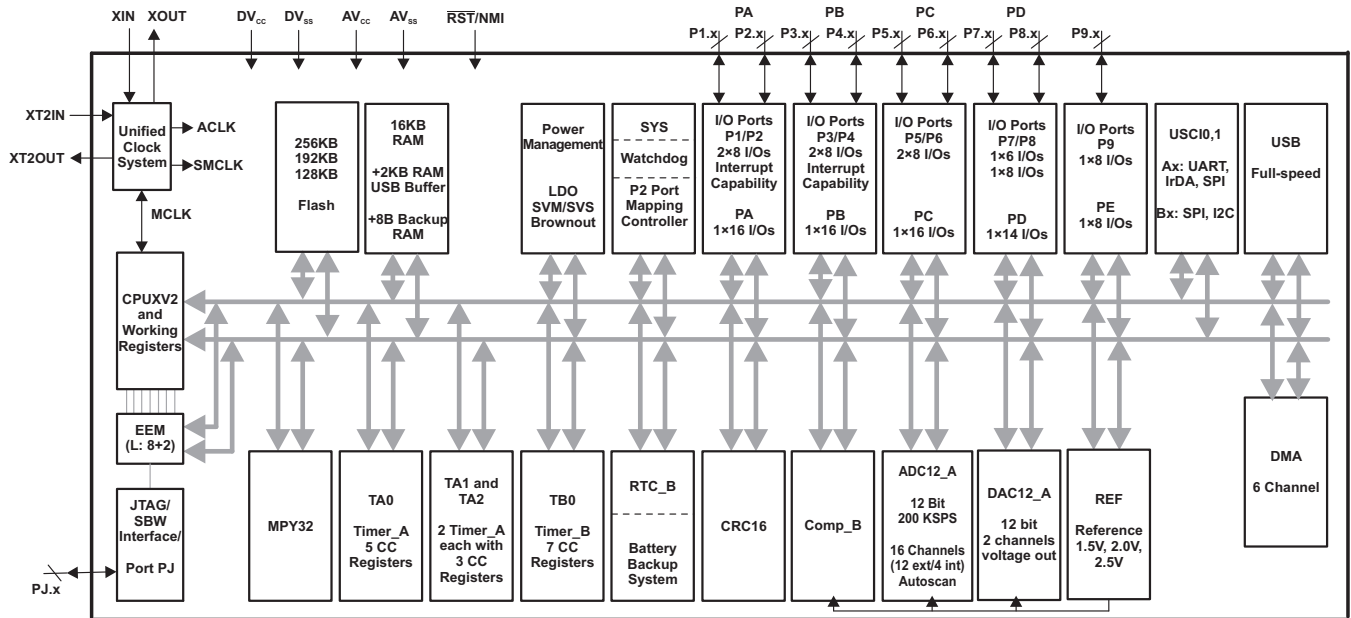 XIN XOUT DVCC DVSS AVCC AVSS RST/NMI PA PB PC PD
P1.x P2.x P3.x P4.x P5.x P6.x P7.x P8.x P9.x
XT2IN
XT2OUT
Unified
Clock
System
ACLK
SMCLK
MCLK
256KB
192KB
128KB
Flash
16KB
RAM
+2KB RAM
USB Buffer
+8B Backup
RAM
Power
Management
LDO
SVM/SVS
Brownout
SYS
Watchdog
P2 Port
Mapping
Controller
I/O Ports
P1/P2
2×8 I/Os
Interrupt
Capability
PA
1×16 I/Os
I/O Ports
P3/P4
2×8 I/Os
Interrupt
Capability
PB
1×16 I/Os
I/O Ports
P5/P6
2×8 I/Os
PC
1×16 I/Os
I/O Ports
P7/P8
1×6 I/Os
1×8 I/Os
PD
1×14 I/Os
I/O Ports
P9
1×8 I/Os
PE
1×8 I/Os
USCI0,1
Ax: UART,
IrDA, SPI
Bx: SPI, I2C
USB
Full-speed
CPUXV2
and
Working
Registers
EEM
(L: 8+2)
JTAG/
SBW
Interface/
Port PJ
PJ.x
MPY32
TA0
Timer_A
5 CC
Registers
TA1 and
TA2
2 Timer_A
each with
3 CC
Registers
TB0
Timer_B
7 CC
Registers
RTC_B
Battery
Backup
System
CRC16
Comp_B
ADC12_A
12 Bit
200 KSPS
16 Channels
(12 ext/4 int)
Autoscan
DAC12_A
12 bit
2 channels
voltage out
REF
Reference
1.5V, 2.0V,
2.5V
DMA
6 Channel